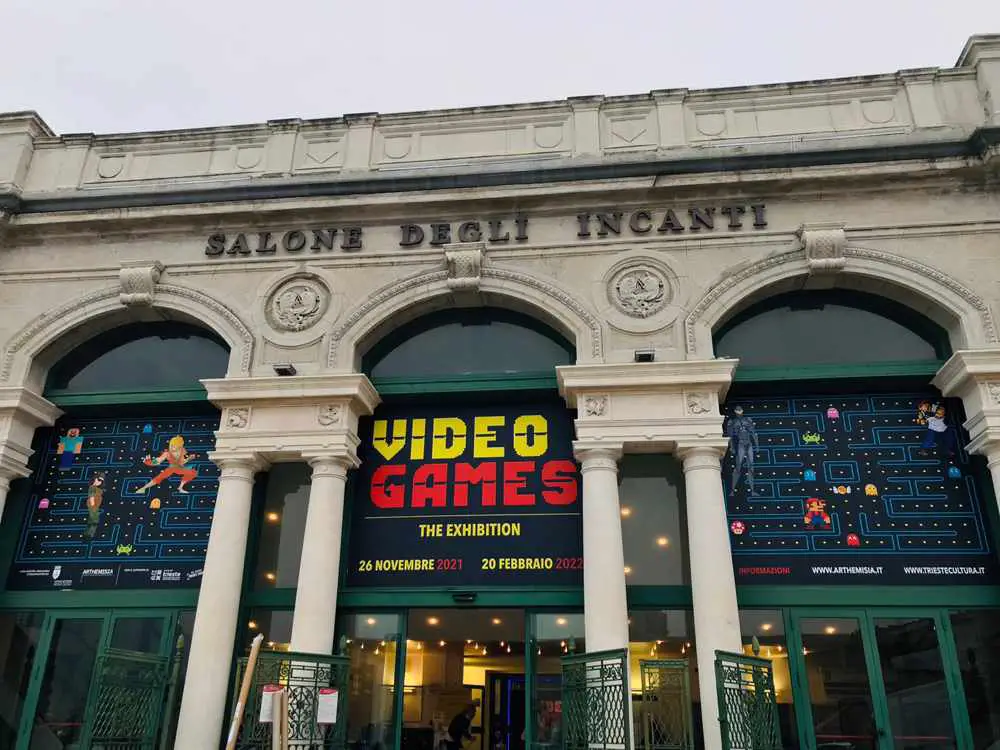 SALONE DEGLI INCANTI
VIDEO
GAMES
THE EXHIBITION
26 NOVEMBRE 2021 20 FEBBRAIO 2022
ARTHEMISIA
INFORMAZIONI WWW.ARTHEMISIA.IT WWW.TRIESTECULTURA.IT
VIDEO